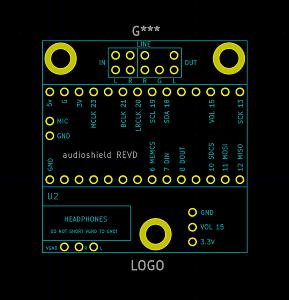 G***
LINE
IN
OUT
L R R G L
5v
G
3V
MCLK 23
BCLK 21
LRCLK 20
SCL 19
SDA 18
VOL 15
SCK 13
MIC
GND
audioshield REVD
GND
6 MEMCS
7 DIN
8 DOUT
10 SDCS
11 MOSI
12 MISO
U2
HEADPHONES
DO NOT SHORT VGND TO GND!
VGND
R
L
GND
VOL 15
3.3V
LOGO